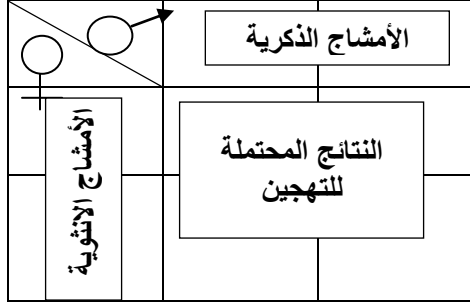 الأمشاج الذكرية
النتائج المحتملة
للتهجين
الأمشاج الانثوية